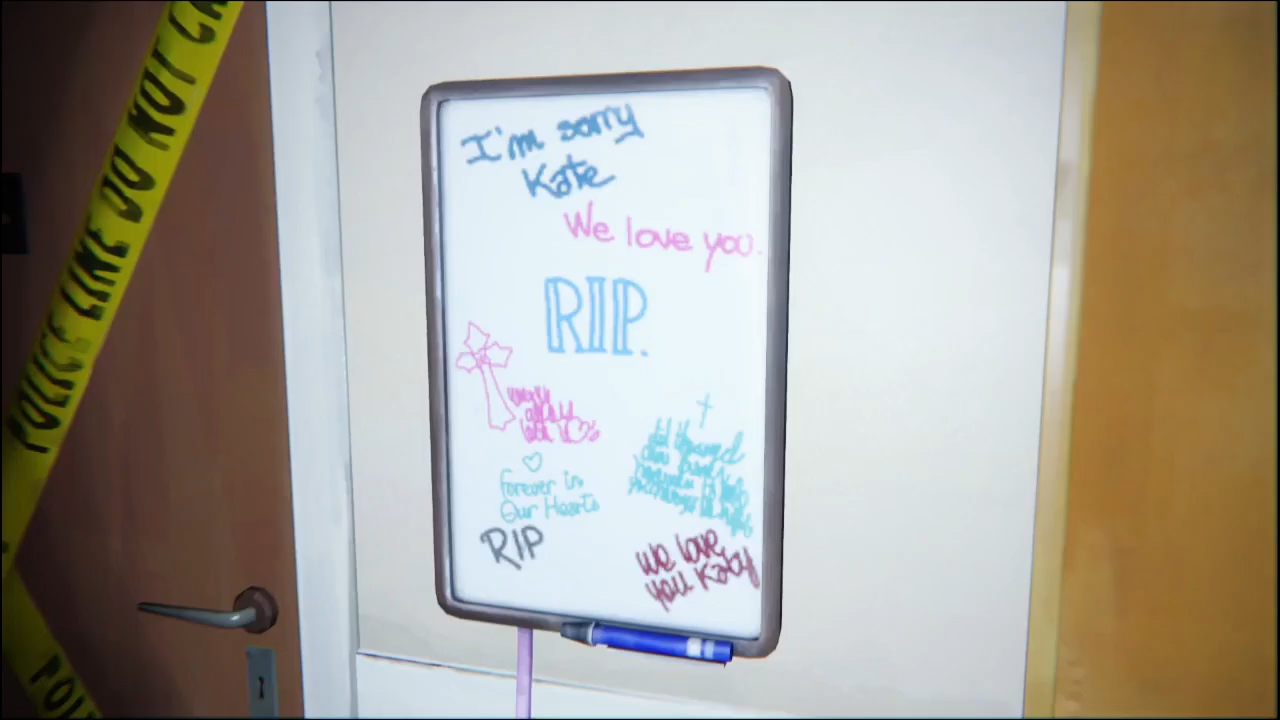 POLICE LINE DO NOT CR
I'm sorry
Kate
We love you.
RIP.
forever in
Our Hearts
RIP
we love
you Katy
POLI